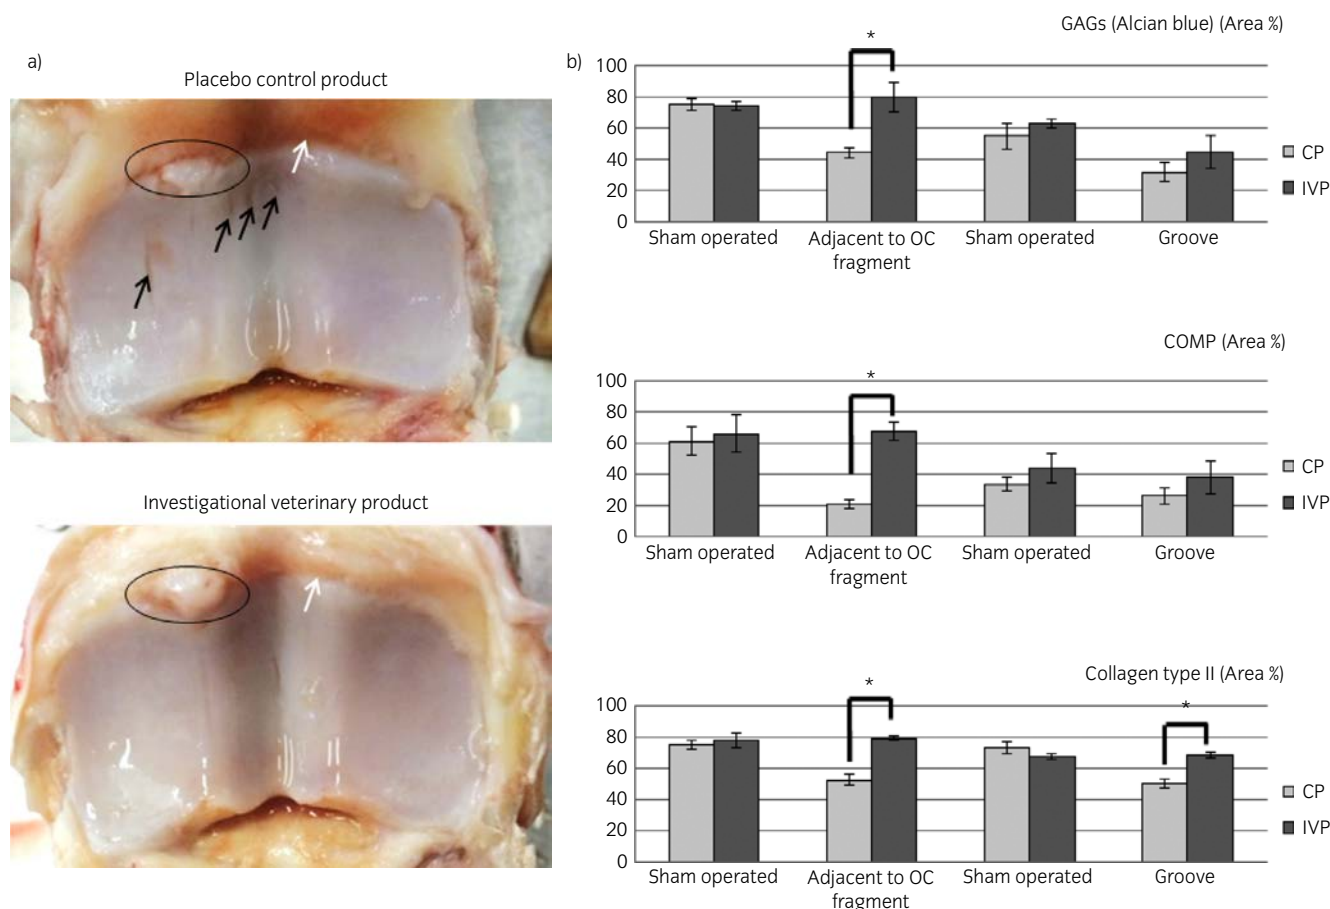 a)
Placebo control product
Investigational veterinary product
b)
GAGs (Alcian blue) (Area %)
*
100
80
60
40
20
0
Sham operated
Adjacent to OC
fragment
Sham operated
Groove
CP
IVP
COMP (Area %)
*
100
80
60
40
20
0
Sham operated
Adjacent to OC
fragment
Sham operated
Groove
CP
IVP
Collagen type II (Area %)
*
*
100
80
60
40
20
0
Sham operated
Adjacent to OC
fragment
Sham operated
Groove
CP
IVP